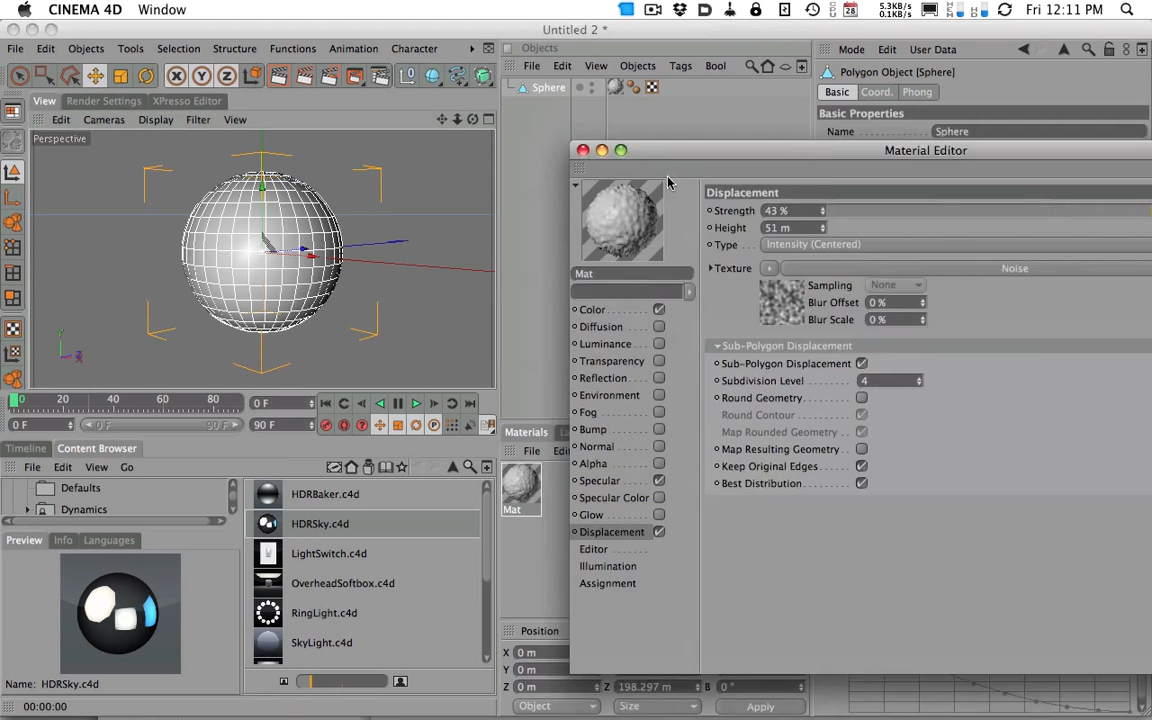 CINEMA 4D Window 5.3KB/s 0.1KB/s 28 Fri 12:11 PM
Untitled 2 *
File Edit Objects Tools Selection Structure Functions Animation Character
View Render Settings XPresso Editor
Edit Cameras Display Filter View
Perspective
Y
Z
0 20 40 60 80 0 F
0 F 0 F 90 F 90 F
Timeline Content Browser
File Edit View Go
Defaults
Dynamics
Preview Info Languages
Name: HDRSky.c4d
HDRBaker.c4d
HDRSky.c4d
LightSwitch.c4d
OverheadSoftbox.c4d
RingLight.c4d
SkyLight.c4d
00:00:00
Objects
File Edit View Objects Tags Bool
Sphere
Materials
File
Mat
Position
X 0 m
Y 0 m
Z 0 m Z 198.297 m B 0 °
Object Size Apply
Mode Edit User Data
Polygon Object [Sphere]
Basic Coord. Phong
Basic Properties
Name Sphere
Material Editor
Mat
Color
Diffusion
Luminance
Transparency
Reflection
Environment
Fog
Bump
Normal
Alpha
Specular
Specular Color
Glow
Displacement
Editor
Illumination
Assignment
Displacement
Strength 43 %
Height 51 m
Type Intensity (Centered)
Texture Noise
Sampling None
Blur Offset 0 %
Blur Scale 0 %
Sub-Polygon Displacement
Sub-Polygon Displacement
Subdivision Level 4
Round Geometry
Round Contour
Map Rounded Geometry
Map Resulting Geometry
Keep Original Edges
Best Distribution